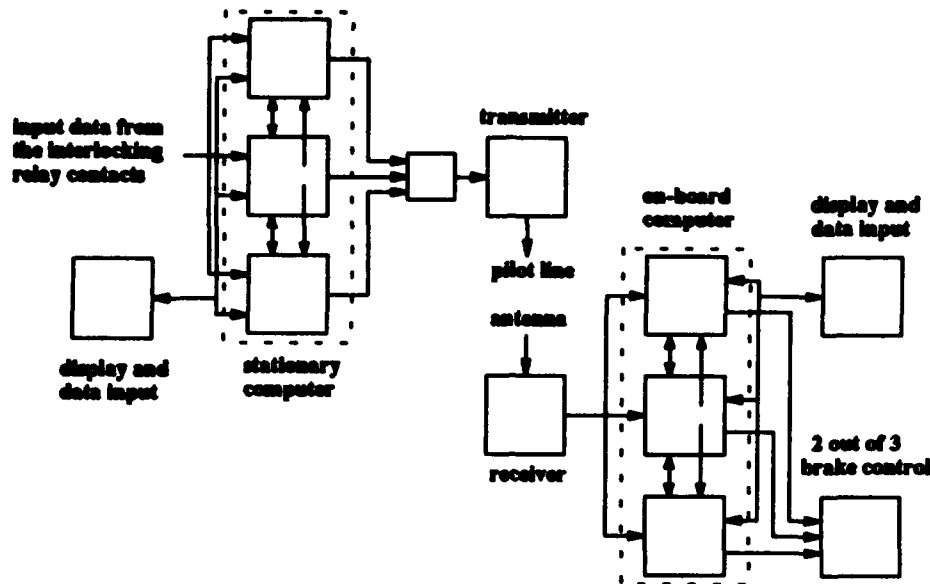 input data from
the interlocking
relay contacts
transmitter
pilot line
display and
data input
stationary
computer
antenna
receiver
on-board
computer
display and
data input
2 out of 3
brake control